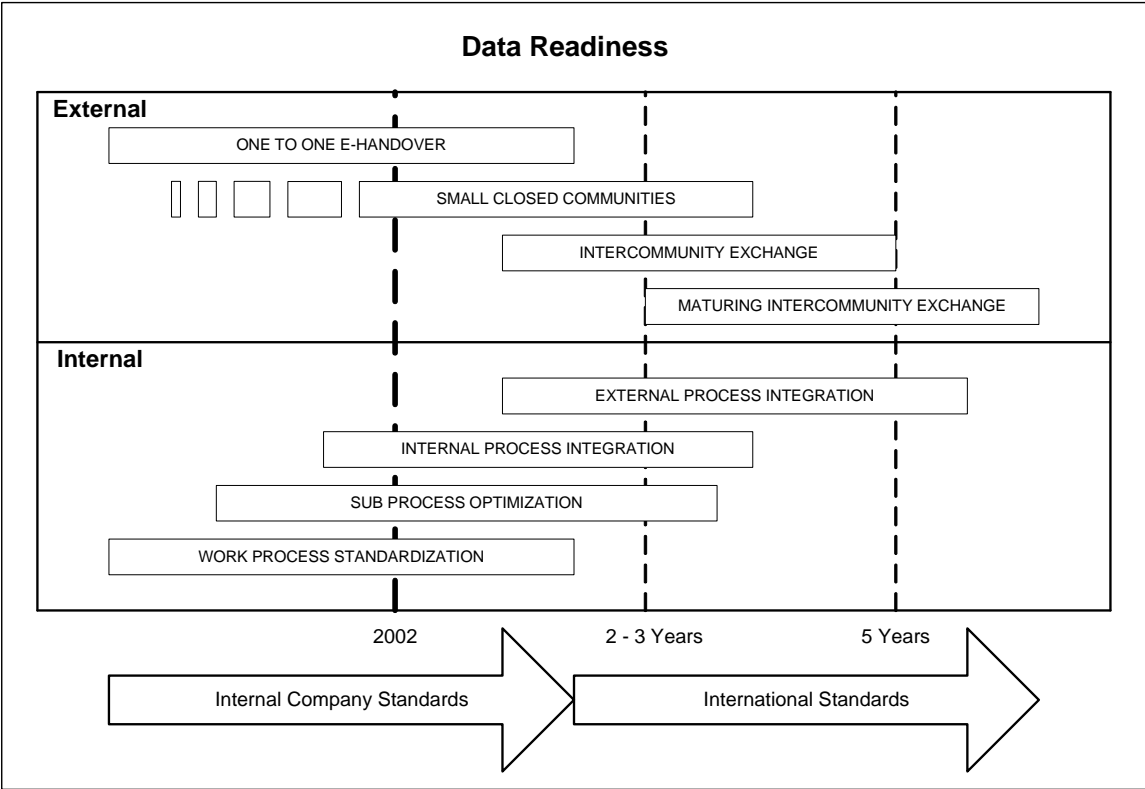 Data Readiness
External
ONE TO ONE E-HANDOVER
SMALL CLOSED COMMUNITIES
INTERCOMMUNITY EXCHANGE
MATURING INTERCOMMUNITY EXCHANGE
Internal
EXTERNAL PROCESS INTEGRATION
INTERNAL PROCESS INTEGRATION
SUB PROCESS OPTIMIZATION
WORK PROCESS STANDARDIZATION
2002 2 - 3 Years 5 Years
Internal Company Standards International Standards